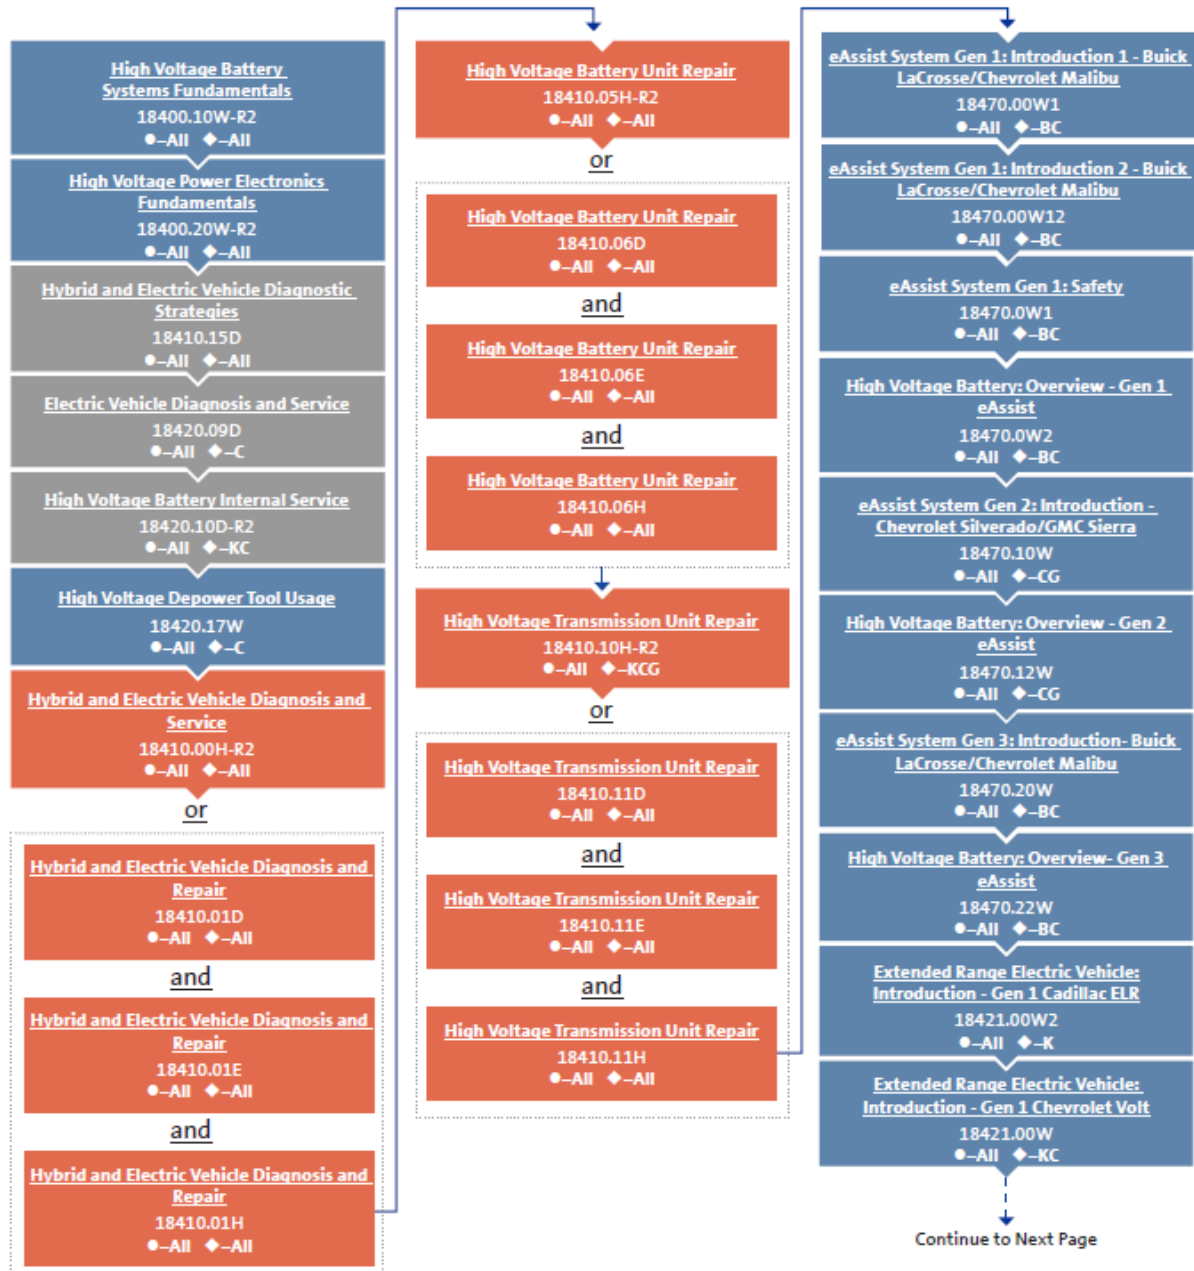 High Voltage Battery
Systems Fundamentals
18400.10W-R2
●–All ◆–All
High Voltage Power Electronics
Fundamentals
18400.20W-R2
●–All ◆–All
Hybrid and Electric Vehicle Diagnostic
Strategies
18410.15D
●–All ◆–All
Electric Vehicle Diagnosis and Service
18420.09D
●–All ◆–C
High Voltage Battery Internal Service
18420.10D-R2
●–All ◆–KC
High Voltage Depower Tool Usage
18420.17W
●–All ◆–C
Hybrid and Electric Vehicle Diagnosis and
Service
18410.00H-R2
●–All ◆–All
or
Hybrid and Electric Vehicle Diagnosis and
Repair
18410.01D
●–All ◆–All
and
Hybrid and Electric Vehicle Diagnosis and
Repair
18410.01E
●–All ◆–All
and
Hybrid and Electric Vehicle Diagnosis and
Repair
18410.01H
●–All ◆–All
High Voltage Battery Unit Repair
18410.05H-R2
●–All ◆–All
or
High Voltage Battery Unit Repair
18410.06D
●–All ◆–All
and
High Voltage Battery Unit Repair
18410.06E
●–All ◆–All
and
High Voltage Battery Unit Repair
18410.06H
●–All ◆–All
High Voltage Transmission Unit Repair
18410.10H-R2
●–All ◆–KCG
or
High Voltage Transmission Unit Repair
18410.11D
●–All ◆–All
and
High Voltage Transmission Unit Repair
18410.11E
●–All ◆–All
and
High Voltage Transmission Unit Repair
18410.11H
●–All ◆–All
eAssist System Gen 1: Introduction 1 - Buick
LaCrosse/Chevrolet Malibu
18470.00W1
●–All ◆–BC
eAssist System Gen 1: Introduction 2 - Buick
LaCrosse/Chevrolet Malibu
18470.00W12
●–All ◆–BC
eAssist System Gen 1: Safety
18470.0W1
●–All ◆–BC
High Voltage Battery: Overview - Gen 1
eAssist
18470.0W2
●–All ◆–BC
eAssist System Gen 2: Introduction -
Chevrolet Silverado/GMC Sierra
18470.10W
●–All ◆–CG
High Voltage Battery: Overview - Gen 2
eAssist
18470.12W
●–All ◆–CG
eAssist System Gen 3: Introduction- Buick
LaCrosse/Chevrolet Malibu
18470.20W
●–All ◆–BC
High Voltage Battery: Overview- Gen 3
eAssist
18470.22W
●–All ◆–BC
Extended Range Electric Vehicle:
Introduction - Gen 1 Cadillac ELR
18421.00W2
●–All ◆–K
Extended Range Electric Vehicle:
Introduction - Gen 1 Chevrolet Volt
18421.00W
●–All ◆–KC
Continue to Next Page